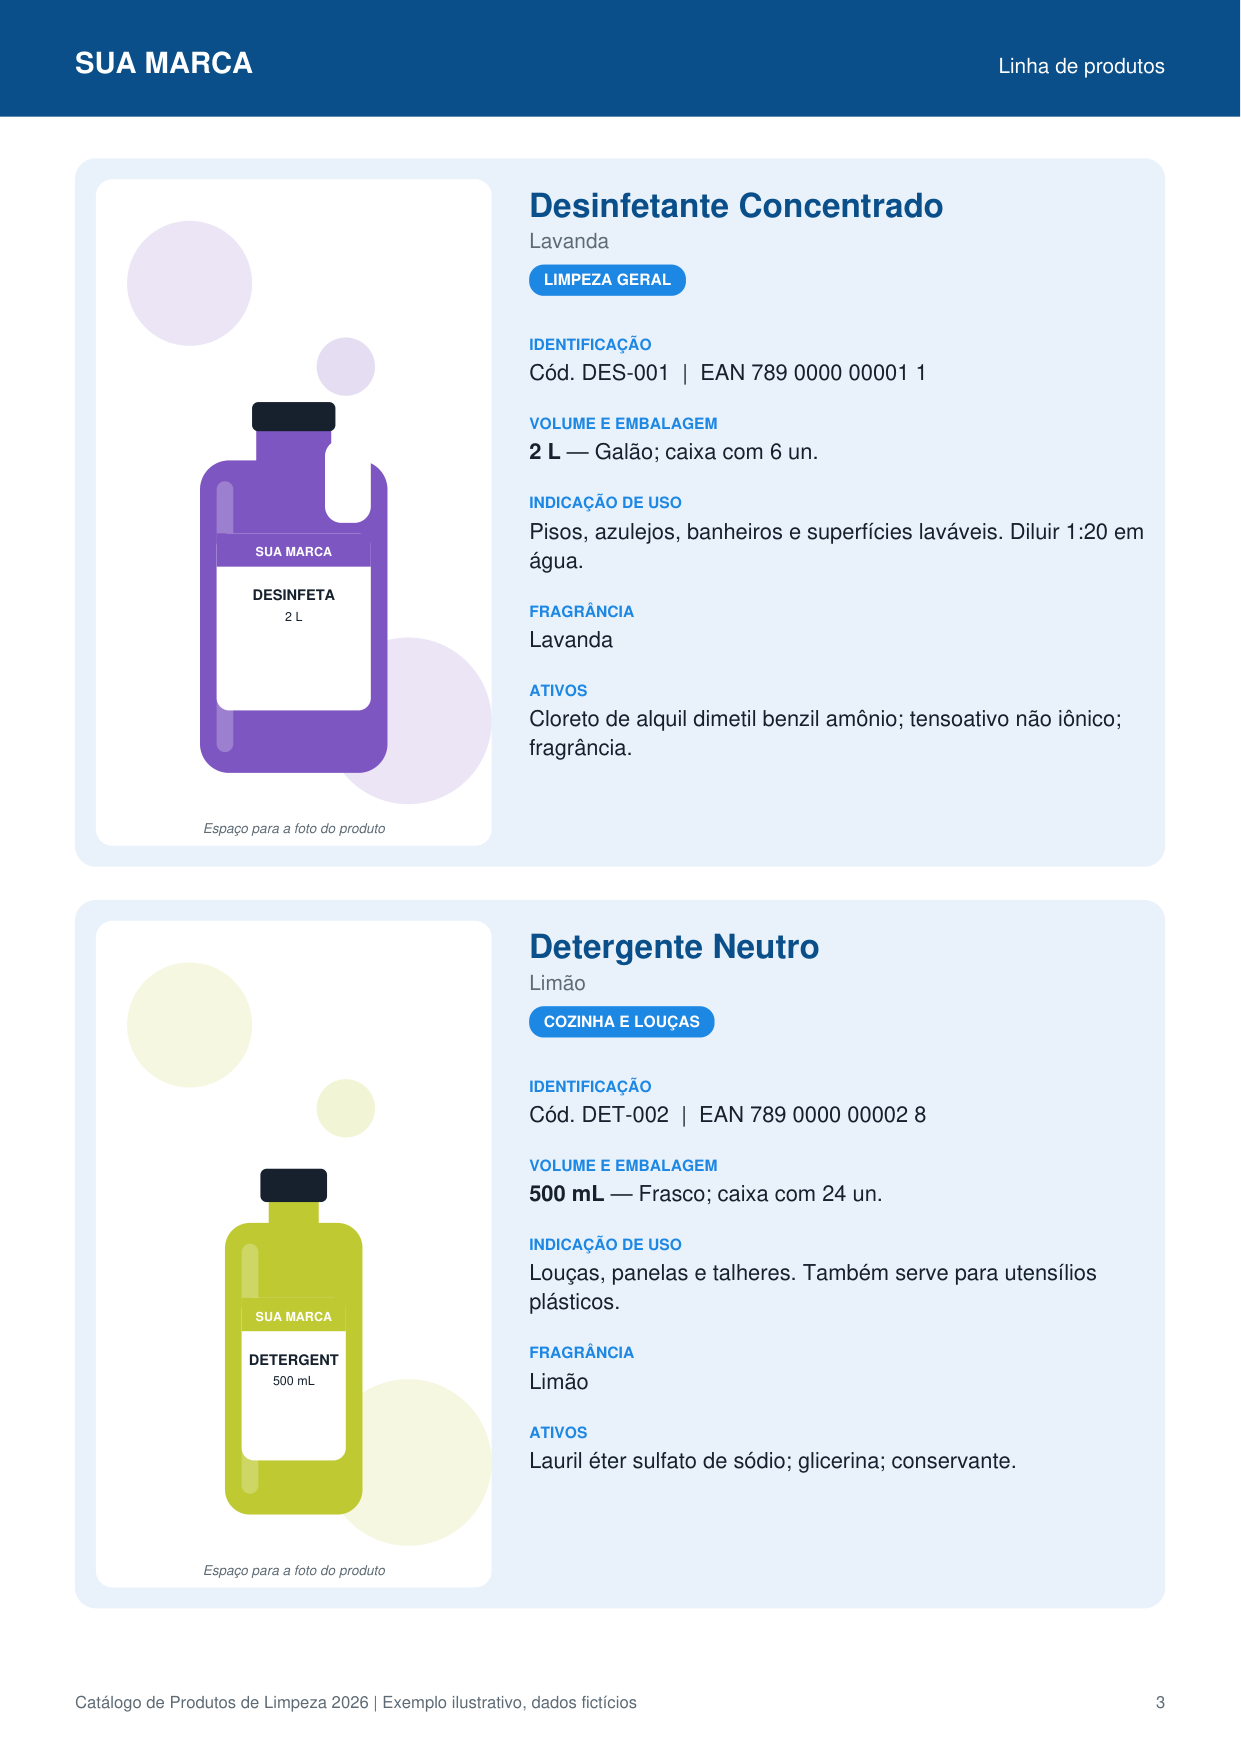 SUA MARCA
Linha de produtos
SUA MARCA
DESINFETA
2 L
Espaço para a foto do produto
Desinfetante Concentrado
Lavanda
LIMPEZA GERAL
IDENTIFICAÇÃO
Cód. DES-001 | EAN 789 0000 00001 1
VOLUME E EMBALAGEM
2 L — Galão; caixa com 6 un.
INDICAÇÃO DE USO
Pisos, azulejos, banheiros e superfícies laváveis. Diluir 1:20 em
água.
FRAGRÂNCIA
Lavanda
ATIVOS
Cloreto de alquil dimetil benzil amônio; tensoativo não iônico;
fragrância.
SUA MARCA
DETERGENT
500 mL
Espaço para a foto do produto
Detergente Neutro
Limão
COZINHA E LOUÇAS
IDENTIFICAÇÃO
Cód. DET-002 | EAN 789 0000 00002 8
VOLUME E EMBALAGEM
500 mL — Frasco; caixa com 24 un.
INDICAÇÃO DE USO
Louças, panelas e talheres. Também serve para utensílios
plásticos.
FRAGRÂNCIA
Limão
ATIVOS
Lauril éter sulfato de sódio; glicerina; conservante.
Catálogo de Produtos de Limpeza 2026 | Exemplo ilustrativo, dados fictícios
3